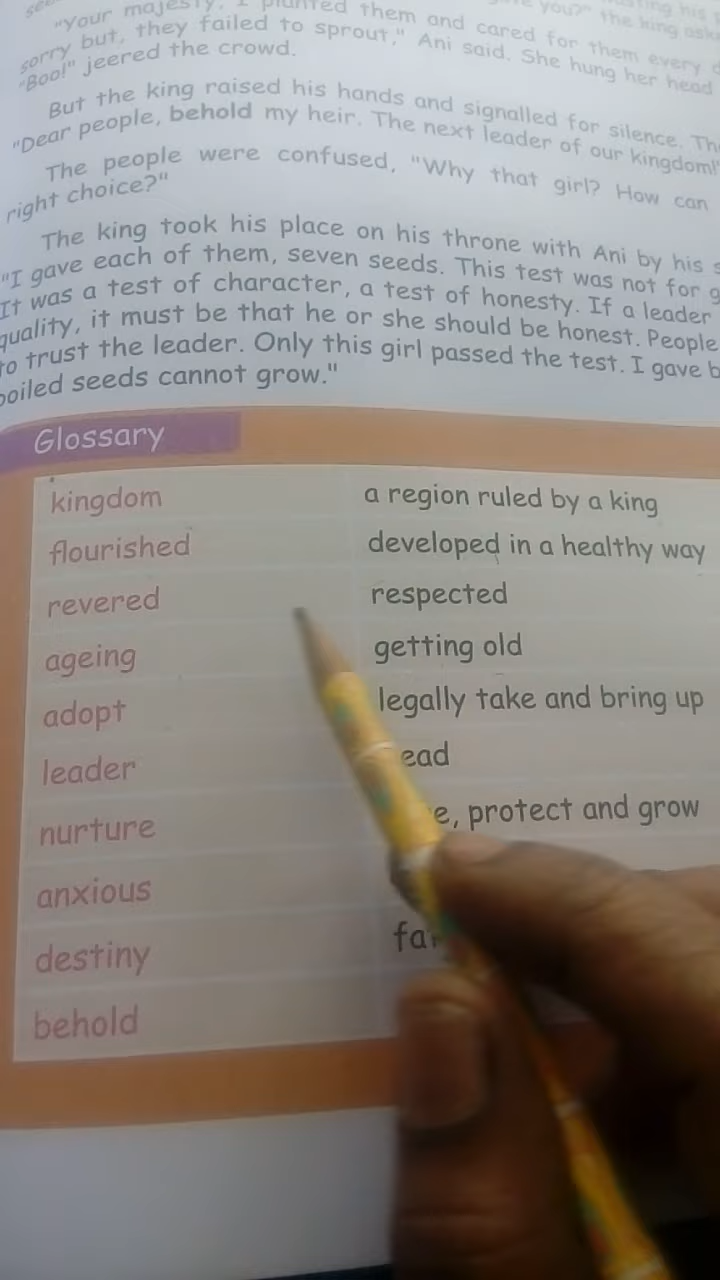 "Your majesty. I planted them and cared for them every
you?" the king
sorry but, they failed to sprout," Ani said. She hung her head
"Boo!" jeered the crowd.
But the king raised his hands and signalled for silence.
"Dear people, behold my heir. The next leader of our kingdom!"
The people were confused, "Why that girl? How can
right choice?"
The king took his place on his throne with Ani by his
"I gave each of them, seven seeds. This test was not for
It was a test of character, a test of honesty. If a leader
quality, it must be that he or she should be honest. People
to trust the leader. Only this girl passed the test. I gave
boiled seeds cannot grow."
Glossary
kingdom a region ruled by a king
flourished developed in a healthy way
revered respected
ageing getting old
adopt legally take and bring up
leader
nurture protect and grow
anxious
destiny
behold